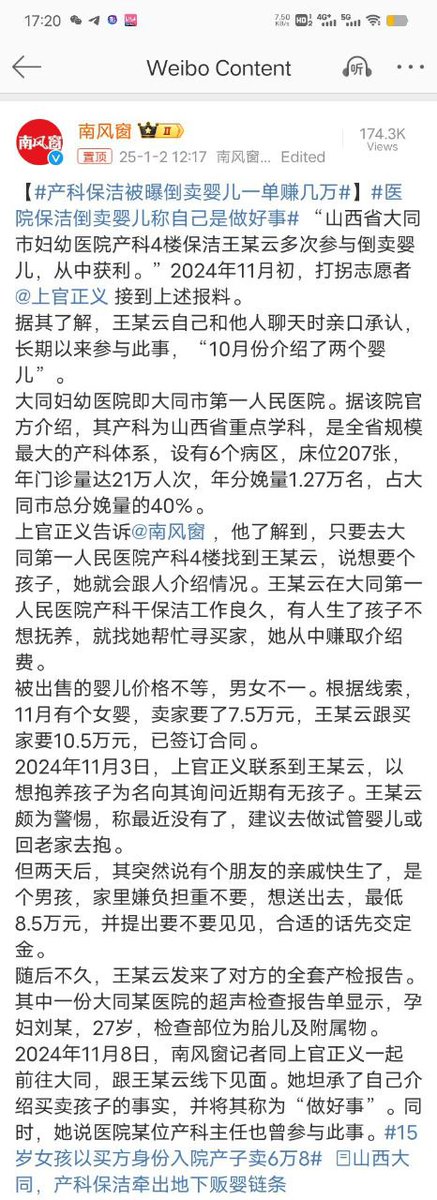 17:20
7.50 KB/S HD 1 2 4G+ 5G
Weibo Content
听
南风窗
南风窗 II
置顶 25-1-2 12:17 南风窗... Edited
174.3K
Views
【#产科保洁被曝倒卖婴儿一单赚几万#】#医
院保洁倒卖婴儿称自己是做好事# “山西省大同
市妇幼医院产科4楼保洁王某云多次参与倒卖婴
儿，从中获利。”2024年11月初，打拐志愿者
@上官正义 接到上述报料。
据其了解，王某云自己和他人聊天时亲口承认，
长期以来参与此事，“10月份介绍了两个婴
儿”。
大同妇幼医院即大同市第一人民医院。据该院官
方介绍，其产科为山西省重点学科，是全省规模
最大的产科体系，设有6个病区，床位207张，
年门诊量达21万人次，年分娩量1.27万名，占大
同市总分娩量的40%。
上官正义告诉@南风窗 ，他了解到，只要去大
同第一人民医院产科4楼找到王某云，说想要个
孩子，她就会跟人介绍情况。王某云在大同第一
人民医院产科干保洁工作良久，有人生了孩子不
想抚养，就找她帮忙寻买家，她从中赚取介绍
费。
被出售的婴儿价格不等，男女不一。根据线索，
11月有个女婴，卖家要了7.5万元，王某云跟买
家要10.5万元，已签订合同。
2024年11月3日，上官正义联系到王某云，以
想抱养孩子为名向其询问近期有无孩子。王某云
颇为警惕，称最近没有了，建议去做试管婴儿或
回老家去抱。
但两天后，其突然说有个朋友的亲戚快生了，是
个男孩，家里嫌负担重不要，想送出去，最低
8.5万元，并提出要不要见见，合适的话先交定
金。
随后不久，王某云发来了对方的全套产检报告。
其中一份大同某医院的超声检查报告单显示，孕
妇刘某，27岁，检查部位为胎儿及附属物。
2024年11月8日，南风窗记者同上官正义一起
前往大同，跟王某云线下见面。她坦承了自己介
绍买卖孩子的事实，并将其称为“做好事”。同
时，她说医院某位产科主任也曾参与此事。#15
岁女孩以买方身份入院产子卖6万8# 山西大
同，产科保洁牵出地下贩婴链条